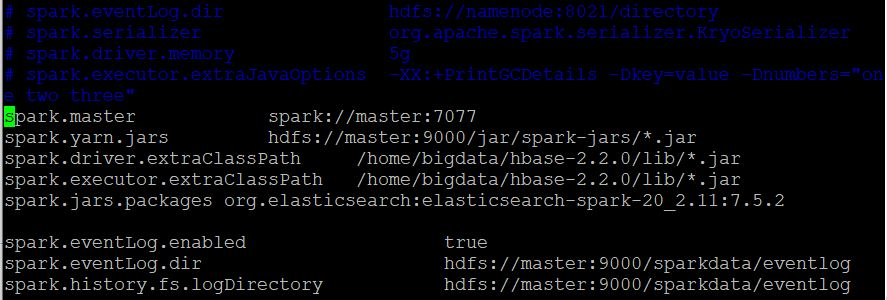 # spark.eventLog.dir hdfs://namenode:8021/directory
# spark.serializer org.apache.spark.serializer.KryoSerializer
# spark.driver.memory 5g
# spark.executor.extraJavaOptions -XX:+PrintGCDetails -Dkey=value -Dnumbers="on
e two three"
spark.master spark://master:7077
spark.yarn.jars hdfs://master:9000/jar/spark-jars/*.jar
spark.driver.extraClassPath /home/bigdata/hbase-2.2.0/lib/*.jar
spark.executor.extraClassPath /home/bigdata/hbase-2.2.0/lib/*.jar
spark.jars.packages org.elasticsearch:elasticsearch-spark-20_2.11:7.5.2
spark.eventLog.enabled true
spark.eventLog.dir hdfs://master:9000/sparkdata/eventlog
spark.history.fs.logDirectory hdfs://master:9000/sparkdata/eventlog